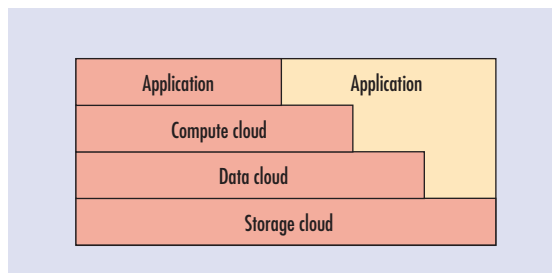 Application Application
Compute cloud
Data cloud
Storage cloud